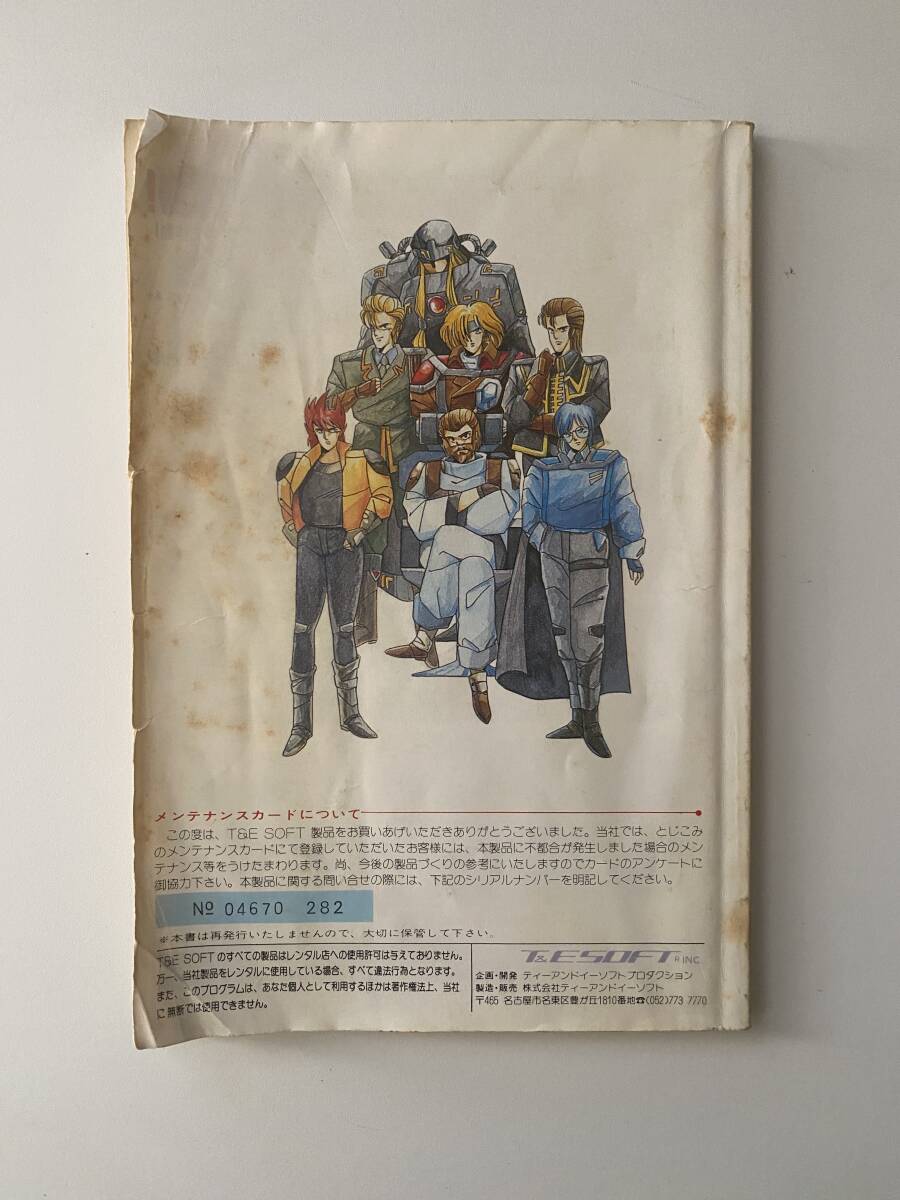 メンテナンスカードについて
この度は、T&E SOFT 製品をお買いあげいただきありがとうございました。当社では、とじこみ
のメンテナンスカードにて登録していただいたお客様には、本製品に不都合が発生しました場合のメン
テナンス等をうけたまわります。尚、今後の製品づくりの参考にいたしますのでカードのアンケートに
御協力下さい。本製品に関する問い合せの際には、下記のシリアルナンバーを明記してください。
№ 04670 282
※本書は再発行いたしませんので、大切に保管して下さい。
T&E SOFT のすべての製品はレンタル店への使用許可は与えておりません。
万一、当社製品をレンタルに使用している場合、すべて違法行為となります。
また、このプログラムは、あなた個人として利用するほかは著作権法上、当社
に無断では使用できません。
T&E SOFT ® INC.
企画・開発 ティーアンドイーソフトプロダクション
製造・販売 株式会社ティーアンドイーソフト
〒465 名古屋市名東区豊が丘1810番地☎(052)773 7770